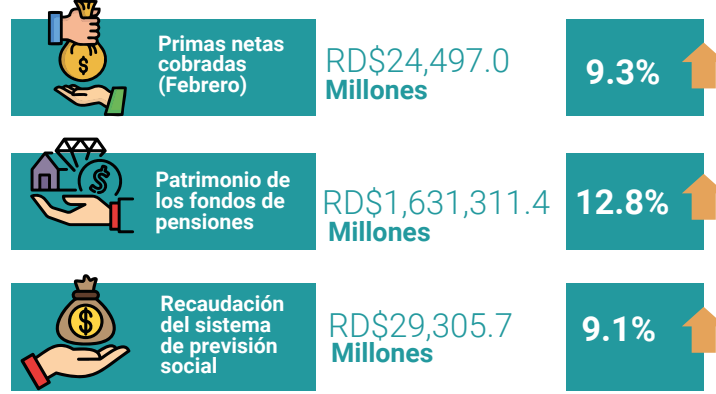 Primas netas
cobradas
(Febrero)
RD$24,497.0
Millones
9.3%
Patrimonio de
los fondos de
pensiones
RD$1,631,311.4
Millones
12.8%
Recaudación
del sistema
de previsión
social
RD$29,305.7
Millones
9.1%